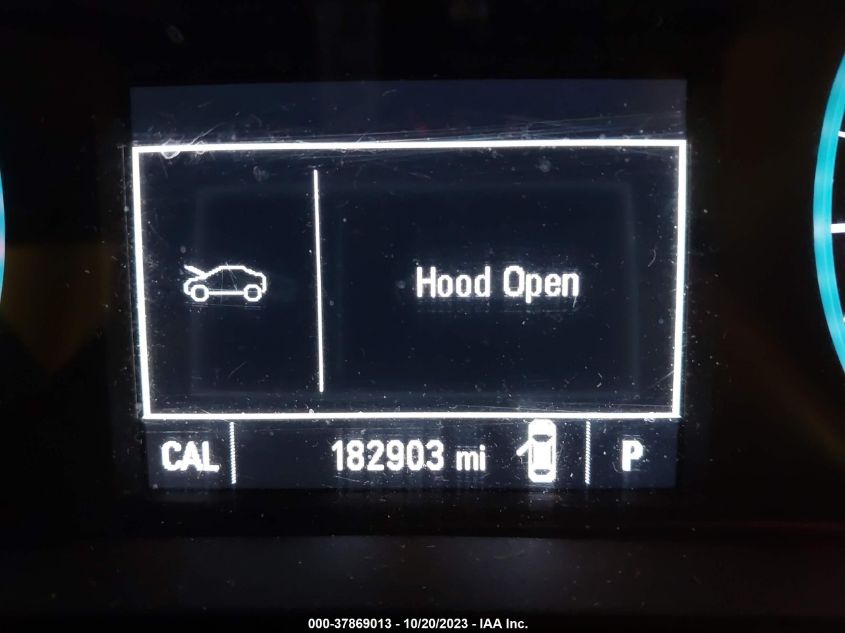 Hood Open
CAL 182903 mi P
000-37869013 - 10/20/2023 - IAA Inc.